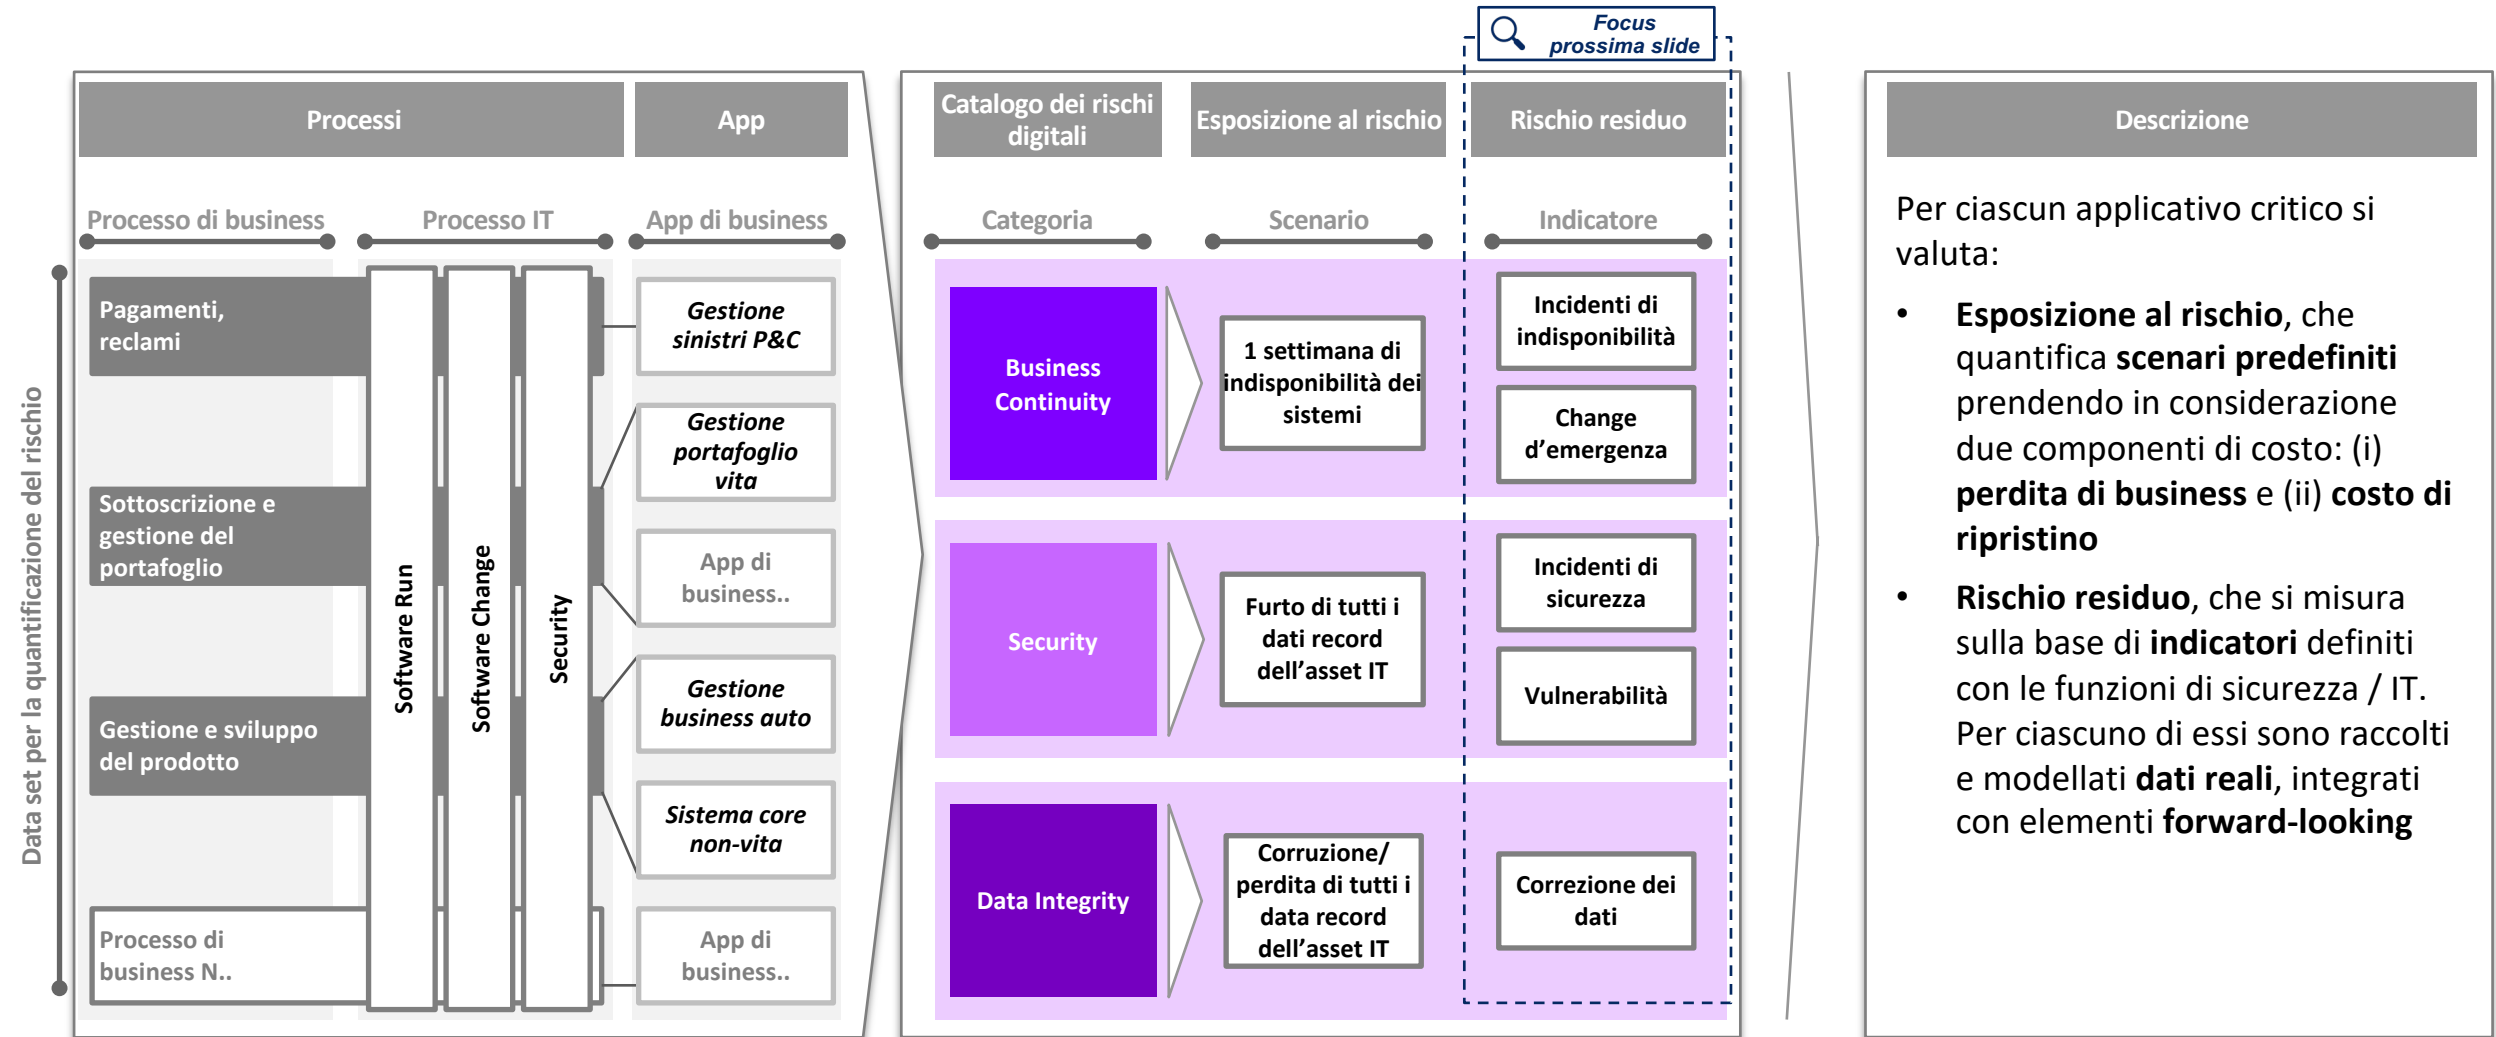 Focus
prossima slide
Processi
App
Catalogo dei rischi
digitali
Esposizione al rischio
Rischio residuo
Descrizione
Processo di business
Processo IT
App di business
Categoria
Scenario
Indicatore
Data set per la quantificazione del rischio
Pagamenti,
reclami
Sottoscrizione e
gestione del
portafoglio
Gestione e sviluppo
del prodotto
Processo di
business N..
Software Run
Software Change
Security
Gestione
sinistri P&C
Gestione
portafoglio
vita
App di
business..
Gestione
business auto
Sistema core
non-vita
App di
business..
Business
Continuity
1 settimana di
indisponibilità dei
sistemi
Incidenti di
indisponibilità
Change
d’emergenza
Security
Furto di tutti i
dati record
dell’asset IT
Incidenti di
sicurezza
Vulnerabilità
Data Integrity
Corruzione/
perdita di tutti i
data record
dell’asset IT
Correzione dei
dati
Per ciascun applicativo critico si
valuta:
• Esposizione al rischio, che
quantifica scenari predefiniti
prendendo in considerazione
due componenti di costo: (i)
perdita di business e (ii) costo di
ripristino
• Rischio residuo, che si misura
sulla base di indicatori definiti
con le funzioni di sicurezza / IT.
Per ciascuno di essi sono raccolti
e modellati dati reali, integrati
con elementi forward-looking